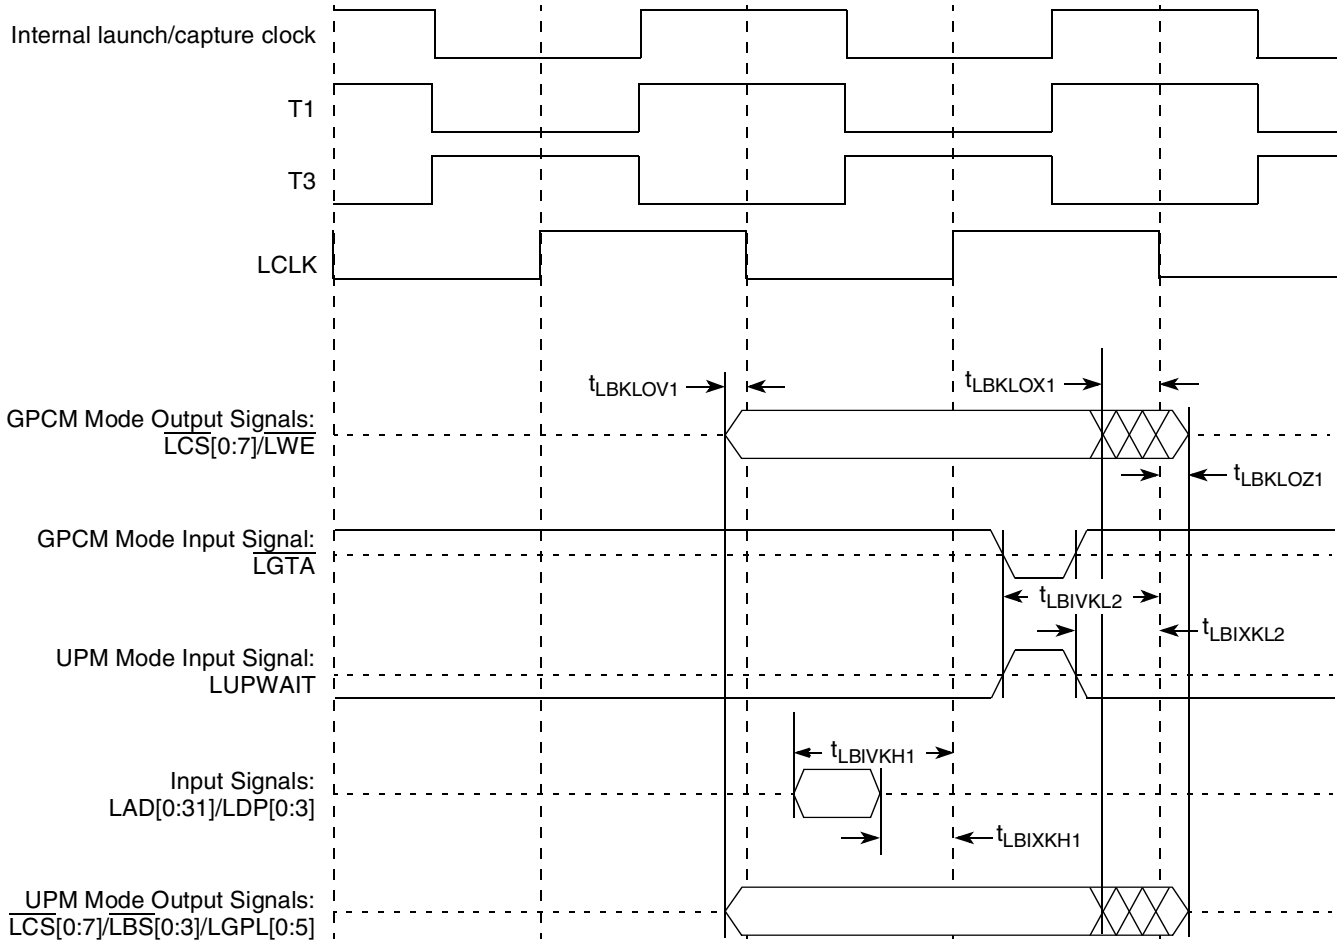 Internal launch/capture clock
T1
T3
LCLK
tLBKLOV1
tLBKLOX1
GPCM Mode Output Signals:
LCS[0:7]/LWE
tLBKLOZ1
GPCM Mode Input Signal:
LGTA
tLBIVKL2
tLBIXKL2
UPM Mode Input Signal:
LUPWAIT
tLBIVKH1
Input Signals:
LAD[0:31]/LDP[0:3]
tLBIXKH1
UPM Mode Output Signals:
LCS[0:7]/LBS[0:3]/LGPL[0:5]